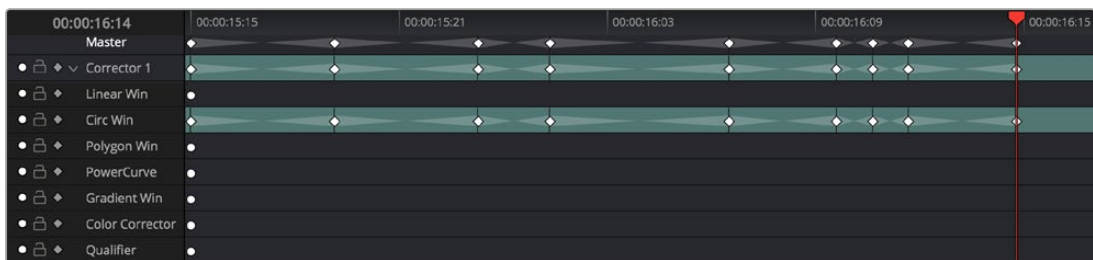 00:00:16:14 00:00:15:15 00:00:15:21 00:00:16:03 00:00:16:09 00:00:16:15
Master
Corrector 1
Linear Win
Circ Win
Polygon Win
PowerCurve
Gradient Win
Color Corrector
Qualifier